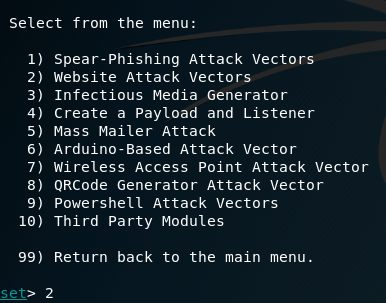 Select from the menu:
1) Spear-Phishing Attack Vectors
2) Website Attack Vectors
3) Infectious Media Generator
4) Create a Payload and Listener
5) Mass Mailer Attack
6) Arduino-Based Attack Vector
7) Wireless Access Point Attack Vector
8) QRCode Generator Attack Vector
9) Powershell Attack Vectors
10) Third Party Modules
99) Return back to the main menu.
set> 2